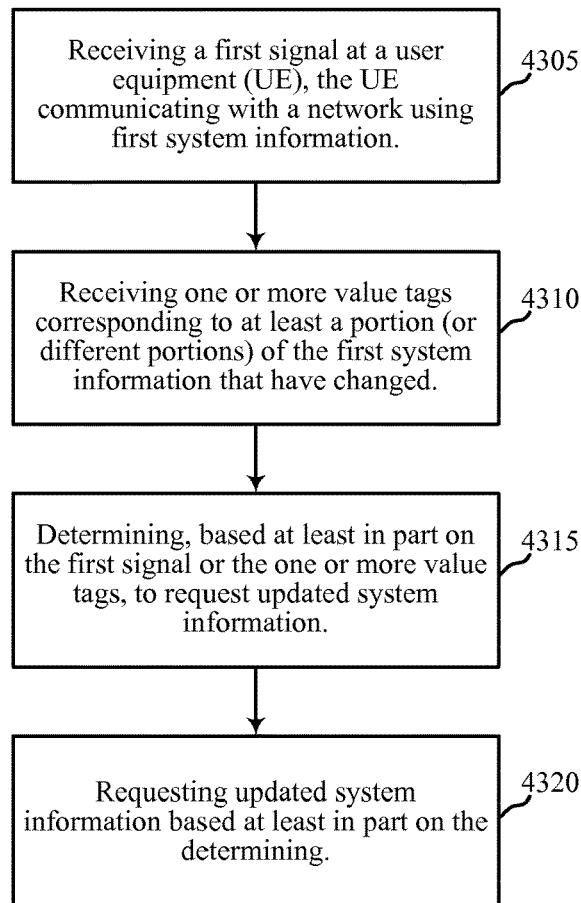 Receiving a first signal at a user
equipment (UE), the UE
communicating with a network using
first system information.
4305
Receiving one or more value tags
corresponding to at least a portion (or
different portions) of the first system
information that have changed.
4310
Determining, based at least in part on
the first signal or the one or more value
tags, to request updated system
information.
4315
Requesting updated system
information based at least in part on the
determining.
4320